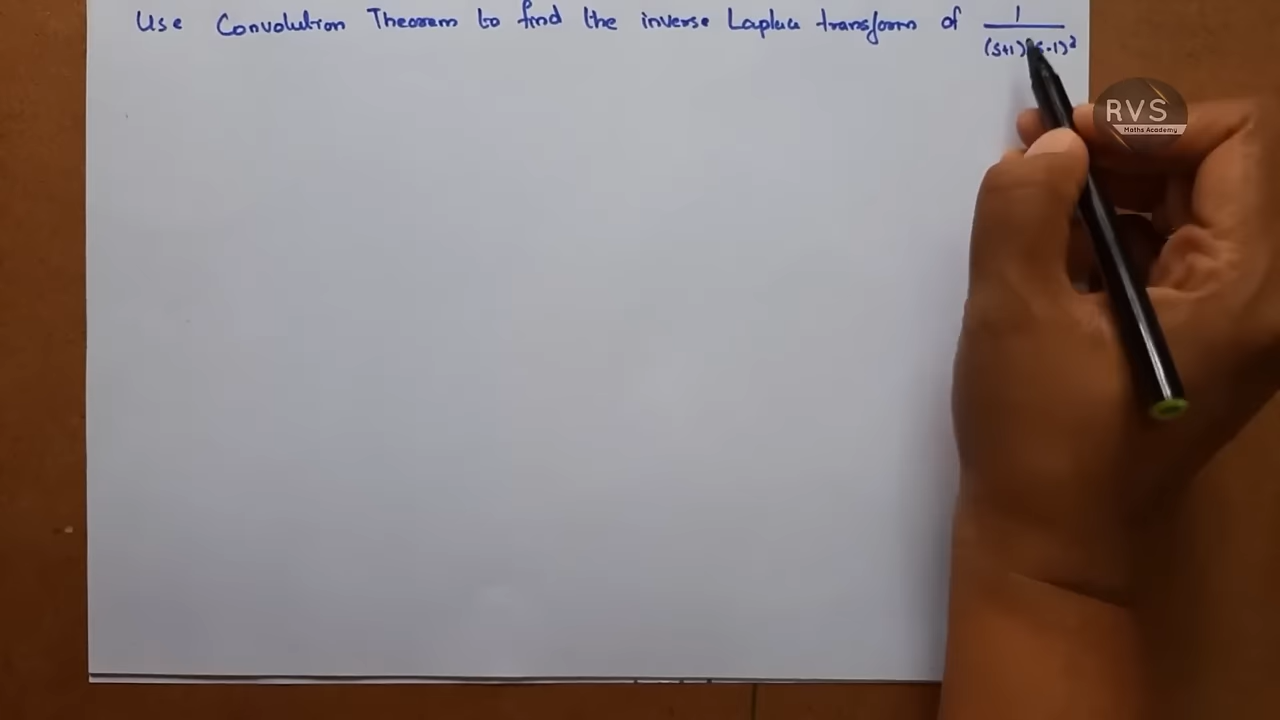 Use Convolution Theorem to find the inverse Laplace transform of 1/(s+1)(s-1)²
RVS
Maths Academy